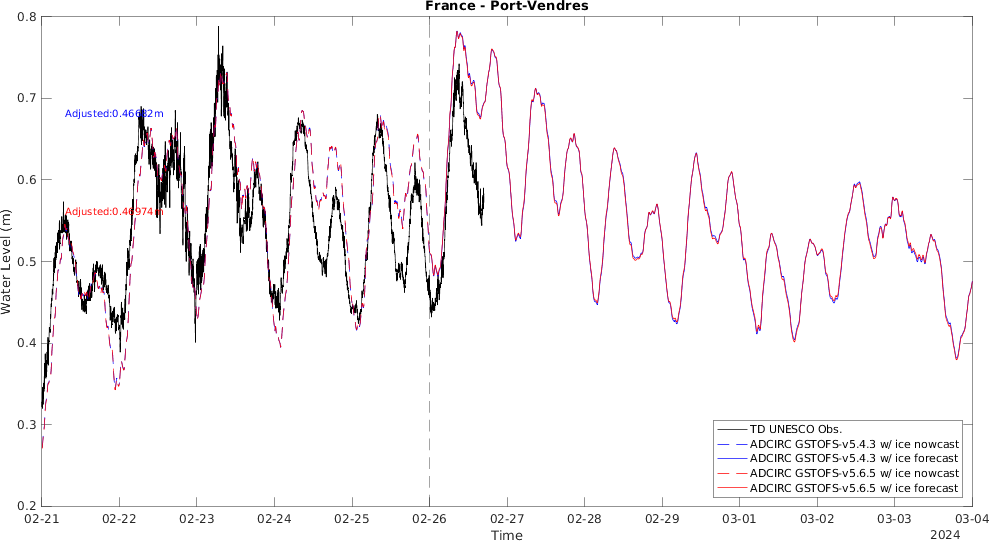 France - Port-Vendres
Water Level (m)
0.8
0.7
0.6
0.5
0.4
0.3
0.2
Adjusted:0.46682m
Adjusted:0.46974m
TD UNESCO Obs.
ADCIRC GSTOFS-v5.4.3 w/ ice nowcast
ADCIRC GSTOFS-v5.4.3 w/ ice forecast
ADCIRC GSTOFS-v5.6.5 w/ ice nowcast
ADCIRC GSTOFS-v5.6.5 w/ ice forecast
02-21 02-22 02-23 02-24 02-25 02-26 02-27 02-28 02-29 03-01 03-02 03-03 03-04
Time
2024